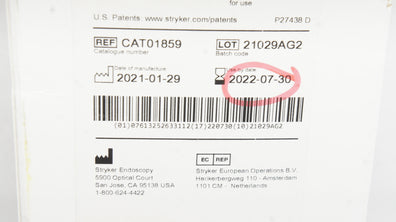 U.S. Patents www.stryker.com/patents P27438 D
REF CAT01859 LOT 21029AG2
Catalogue number Batch code
Date of manufacture Use by date
2021-01-29 2022-07-30
(01)07613252633112(17)220730(10)21029AG2
EC REP
Stryker Endoscopy Stryker European Operations B.V.
5900 Optical Court Herikerbergweg 110 - Amsterdam
San Jose, CA 95138 USA 1101 CM - Netherlands
1-800-624-4422